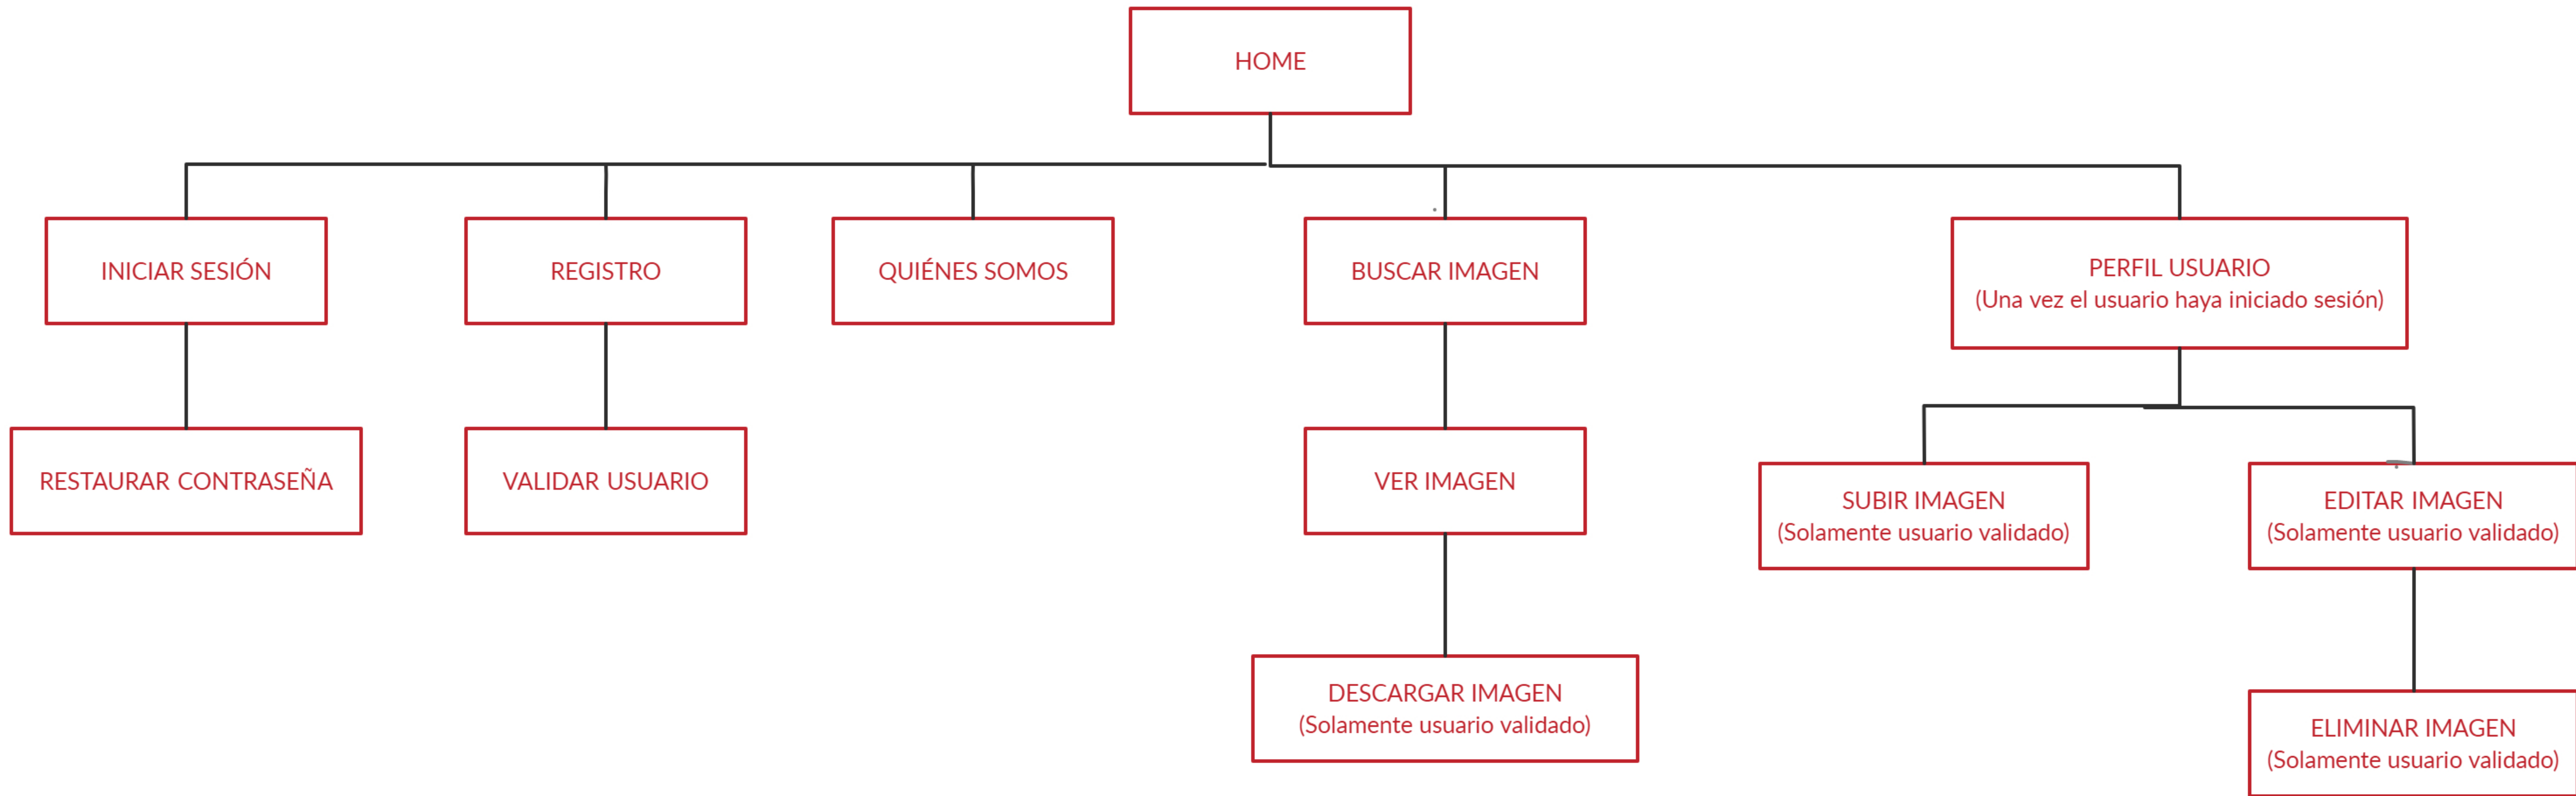 HOME
INICIAR SESIÓN
REGISTRO
QUIÉNES SOMOS
BUSCAR IMAGEN
PERFIL USUARIO
(Una vez el usuario haya iniciado sesión)
RESTAURAR CONTRASEÑA
VALIDAR USUARIO
VER IMAGEN
SUBIR IMAGEN
(Solamente usuario validado)
EDITAR IMAGEN
(Solamente usuario validado)
DESCARGAR IMAGEN
(Solamente usuario validado)
ELIMINAR IMAGEN
(Solamente usuario validado)